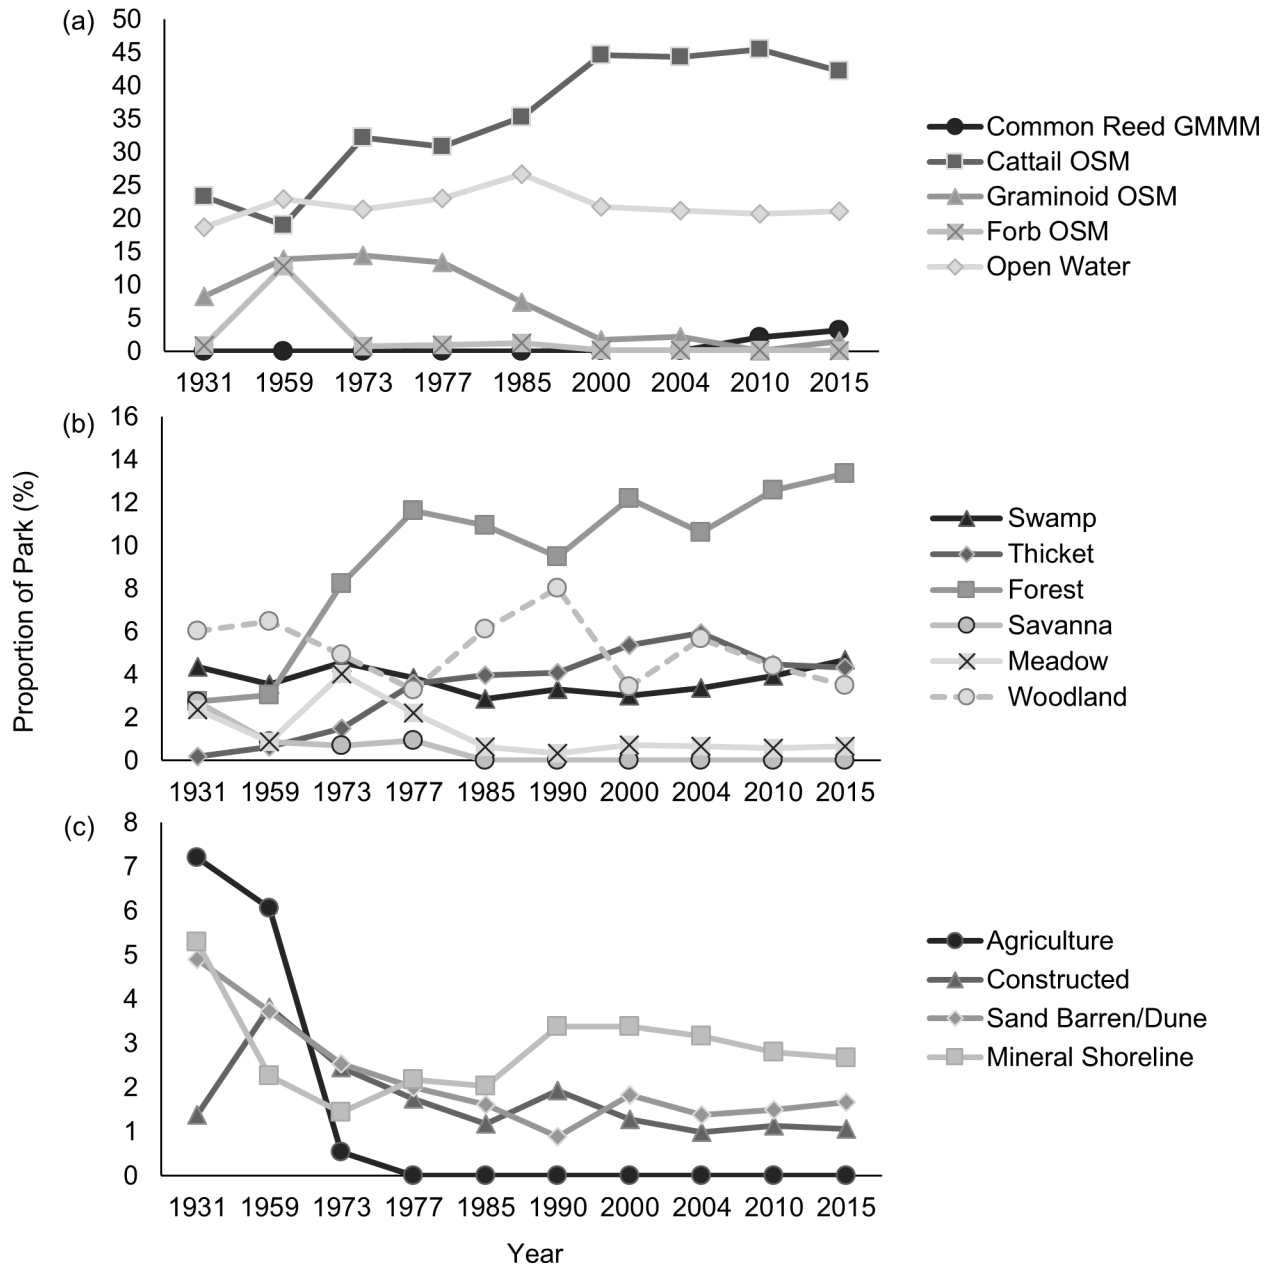 (a)
50
45
40
35
30
25
20
15
10
5
0
1931 1959 1973 1977 1985 2000 2004 2010 2015
Common Reed GMMM
Cattail OSM
Graminoid OSM
Forb OSM
Open Water
Proportion of Park (%)
(b)
16
14
12
10
8
6
4
2
0
1931 1959 1973 1977 1985 1990 2000 2004 2010 2015
Swamp
Thicket
Forest
Savanna
Meadow
Woodland
(c)
8
7
6
5
4
3
2
1
0
1931 1959 1973 1977 1985 1990 2000 2004 2010 2015
Agriculture
Constructed
Sand Barren/Dune
Mineral Shoreline
Year